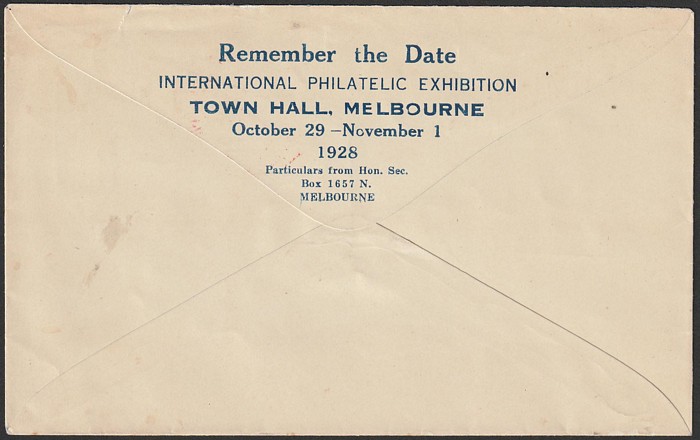 Remember the Date
INTERNATIONAL PHILATELIC EXHIBITION
TOWN HALL, MELBOURNE
October 29 -November 1
1928
Particulars from Hon. Sec.
Box 1657 N.
MELBOURNE